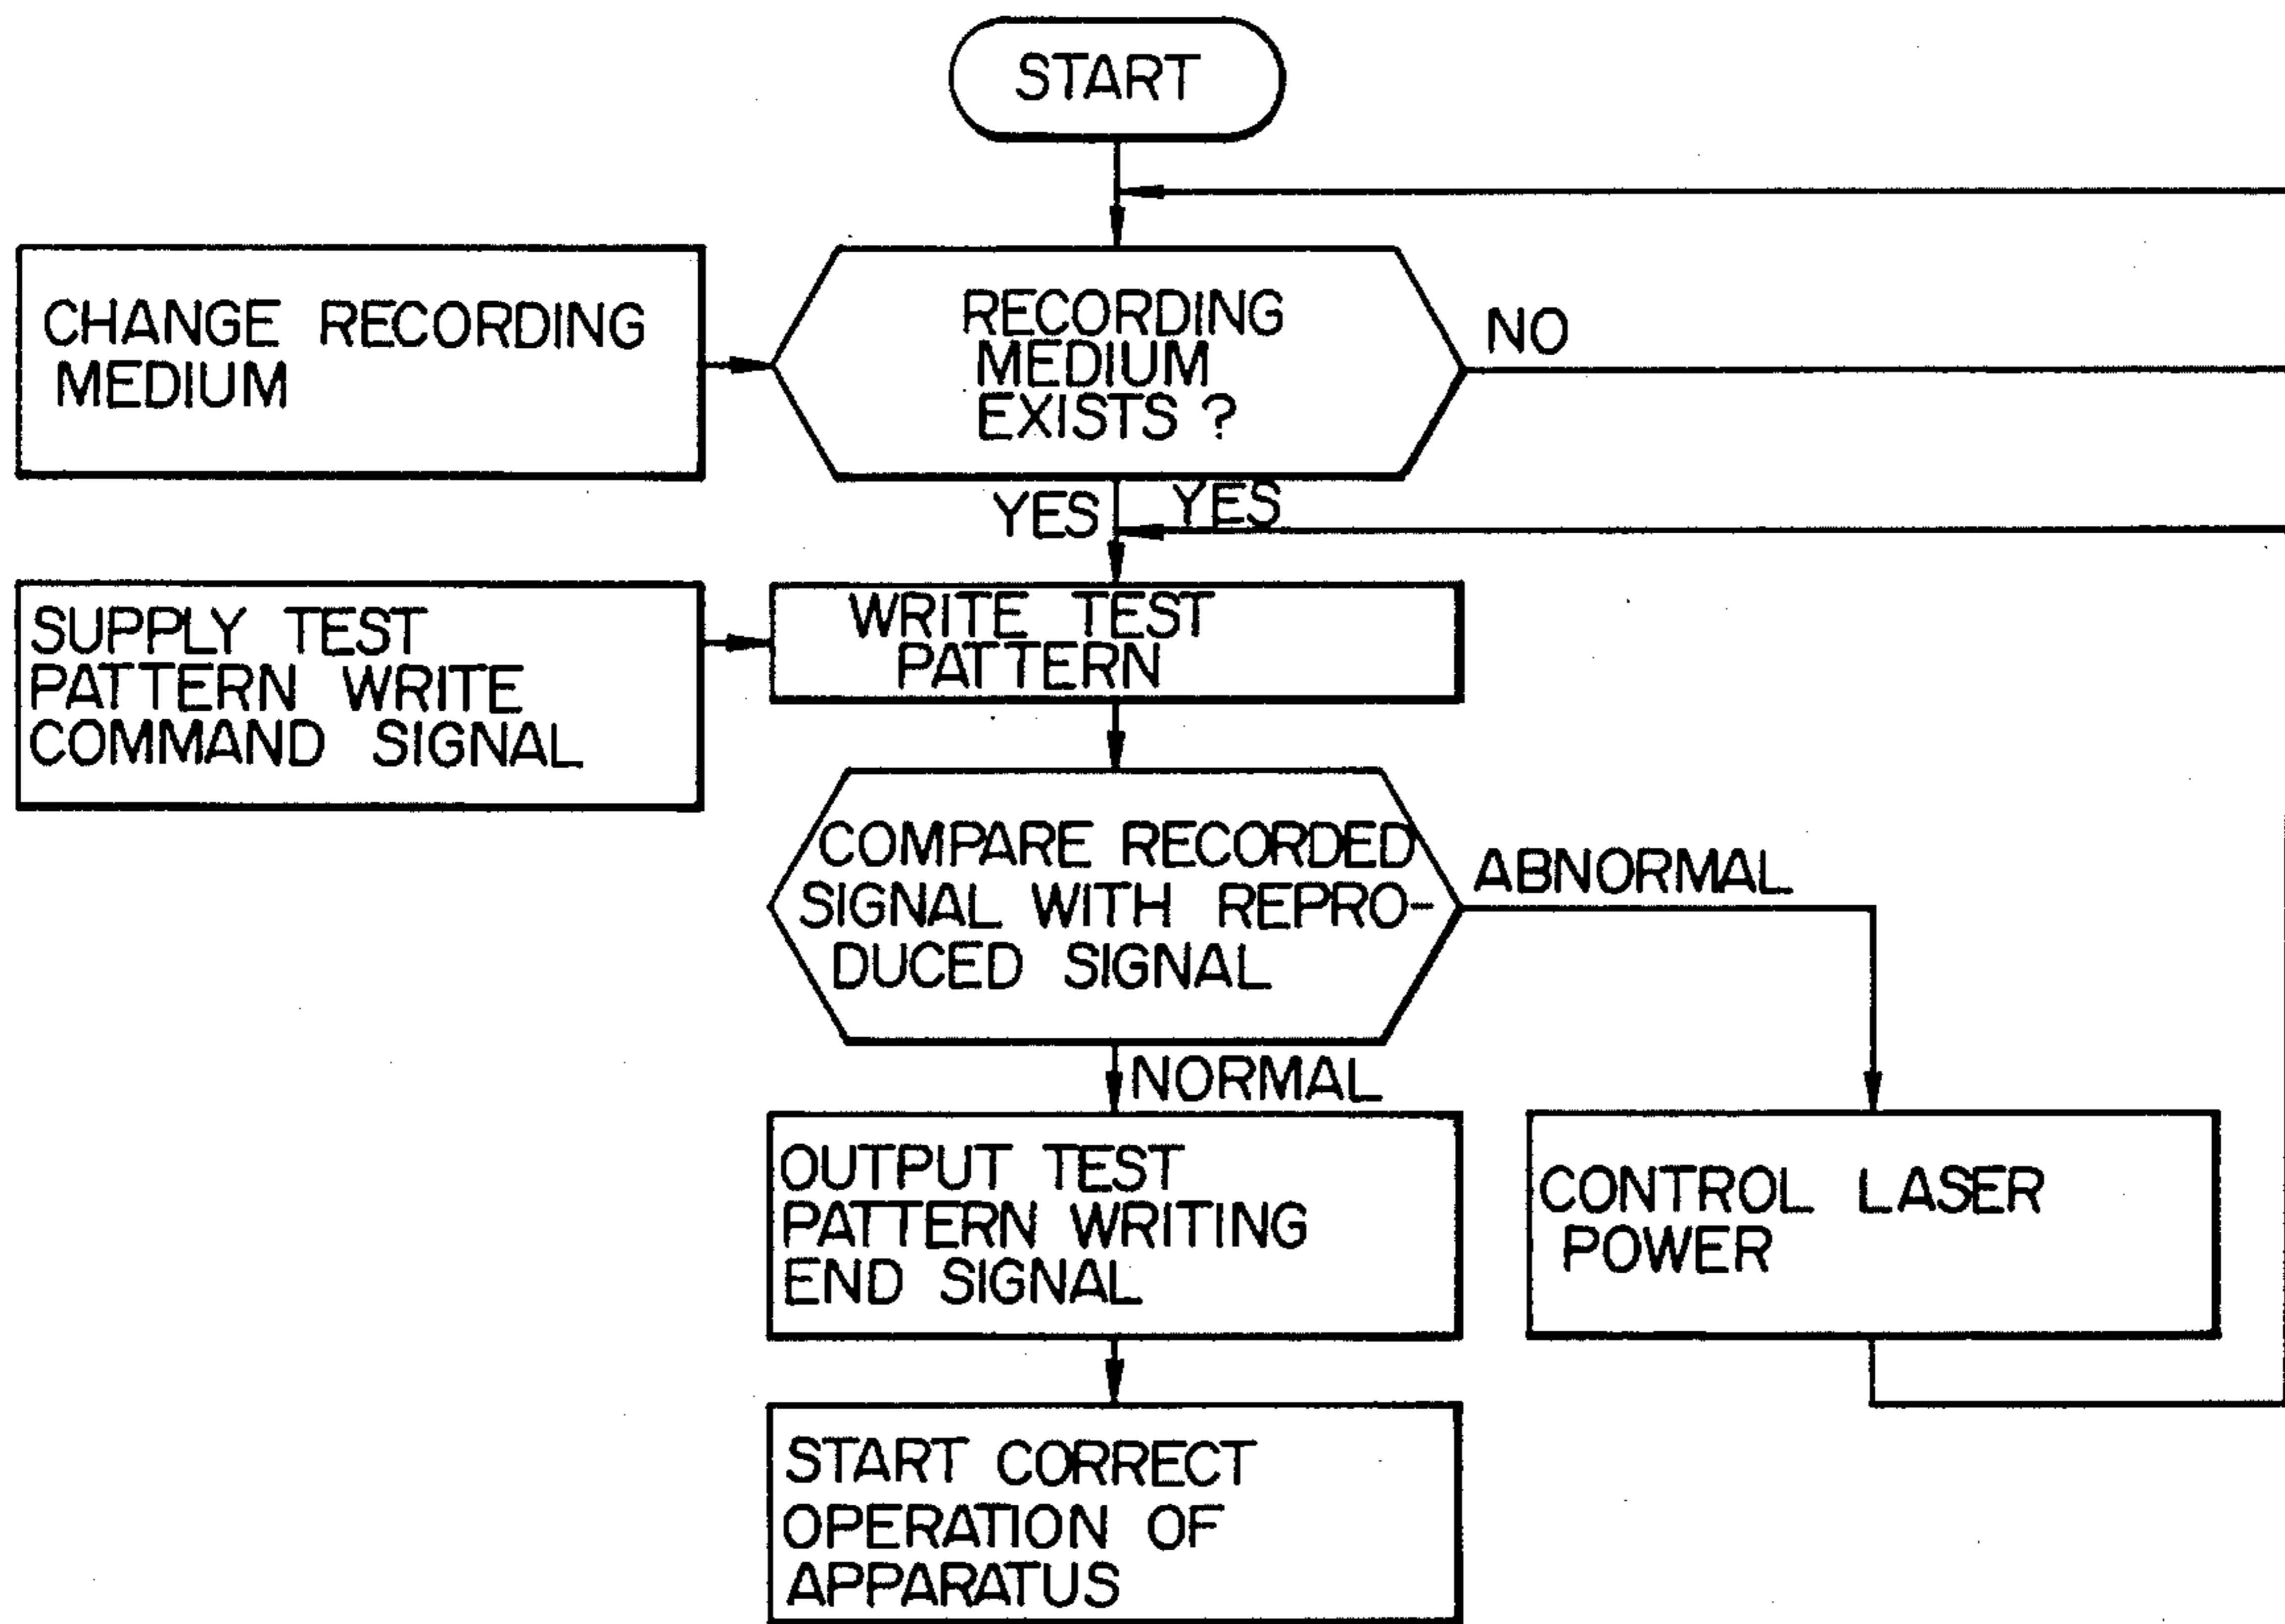 START
CHANGE RECORDING
MEDIUM
RECORDING
MEDIUM
EXISTS ?
NO
YES
YES
SUPPLY TEST
PATTERN WRITE
COMMAND SIGNAL
WRITE TEST
PATTERN
COMPARE RECORDED
SIGNAL WITH REPRO-
DUCED SIGNAL
ABNORMAL
NORMAL
OUTPUT TEST
PATTERN WRITING
END SIGNAL
CONTROL LASER
POWER
START CORRECT
OPERATION OF
APPARATUS